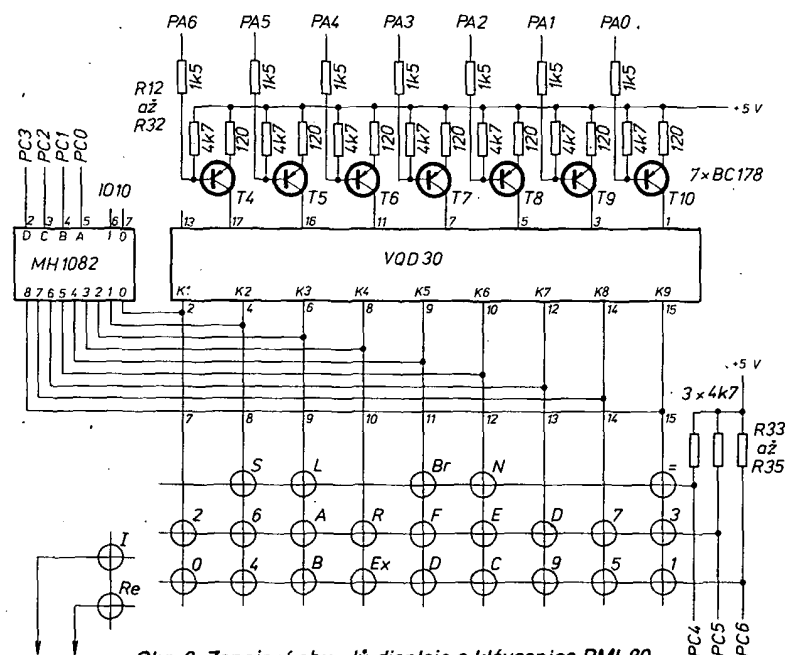 PA6 PA5 PA4 PA3 PA2 PA1 PA0
1k5 1k5 1k5 1k5 1k5 1k5 1k5
R12
až
R32
+5 V
4k7 120 4k7 120 4k7 120 4k7 120 4k7 120 4k7 120 4k7 120
PC3 PC2 PC1 PC0
IO10
T4 T5 T6 T7 T8 T9 T10
7×BC178
2 3 4 5 6 7
D C B A 1 0
13 17 16 11 7 5 3 1
MH1082
VQD30
8 7 6 5 4 3 2 1 0
K1 K2 K3 K4 K5 K6 K7 K8 K9
2 4 6 8 9 10 12 14 15
+5 V
3×4k7
7 8 9 10 11 12 13 14 15
R33
až
R35
S L Br N =
2 6 A R F E D 7 3
I
0 4 B Ex D C 9 5 1
Re
PC4 PC5 PC6
displeje a klávesnice PMI-80